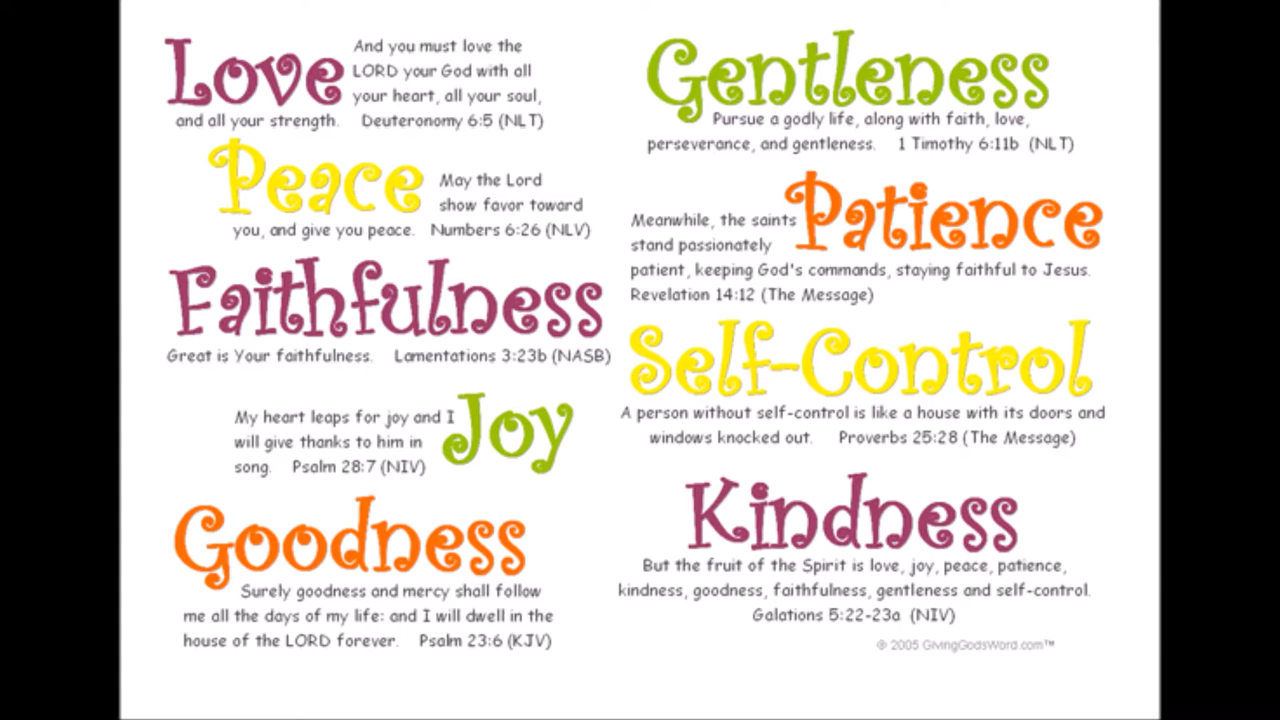 Love
And you must love the
LORD your God with all
your heart, all your soul,
and all your strength. Deuteronomy 6:5 (NLT)
Peace
May the Lord
show favor toward
you, and give you peace. Numbers 6:26 (NLV)
Faithfulness
Great is Your faithfulness. Lamentations 3:23b (NASB)
My heart leaps for joy and I
will give thanks to him in
song. Psalm 28:7 (NIV)
Joy
Goodness
Surely goodness and mercy shall follow
me all the days of my life: and I will dwell in the
house of the LORD forever. Psalm 23:6 (KJV)
Gentleness
Pursue a godly life, along with faith, love,
perseverance, and gentleness. 1 Timothy 6:11b (NLT)
Patience
Meanwhile, the saints
stand passionately
patient, keeping God's commands, staying faithful to Jesus.
Revelation 14:12 (The Message)
Self-Control
A person without self-control is like a house with its doors and
windows knocked out. Proverbs 25:28 (The Message)
Kindness
But the fruit of the Spirit is love, joy, peace, patience,
kindness, goodness, faithfulness, gentleness and self-control.
Galations 5:22-23a (NIV)
© 2005 GivingGodsWord.com™